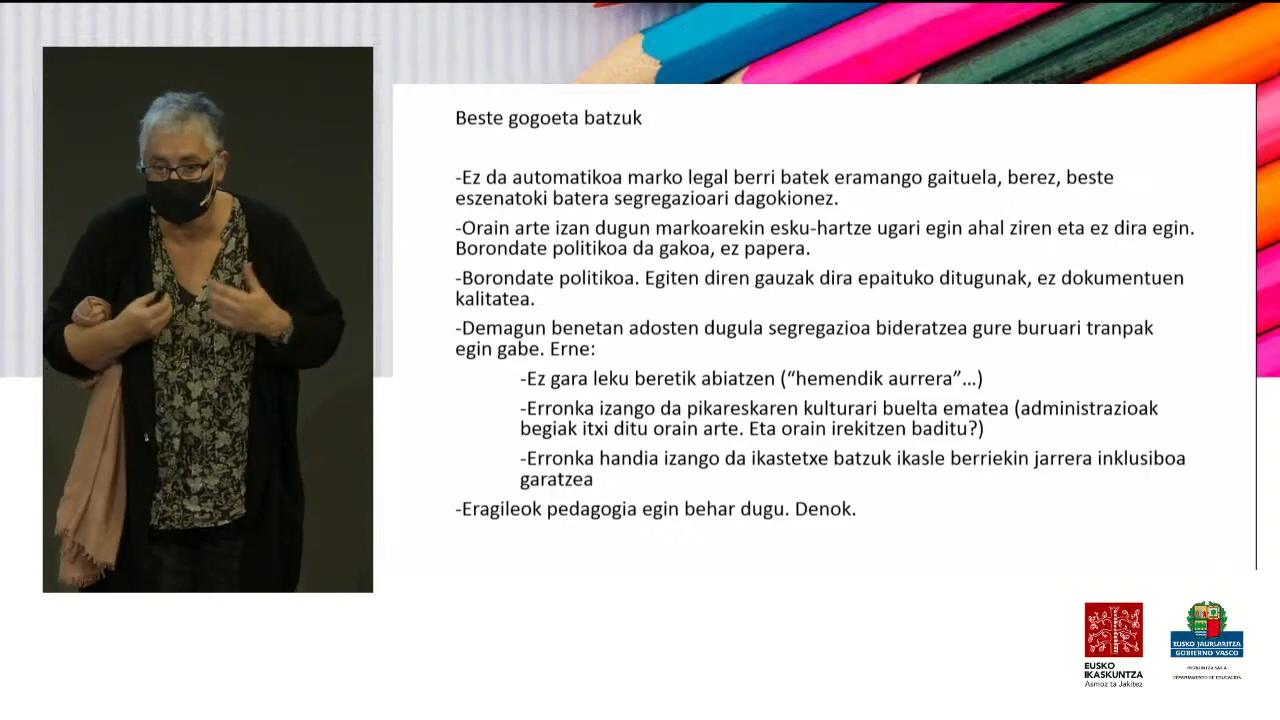 Beste gogoeta batzuk
-Ez da automatikoa marko legal berri batek eramango gaituela, berez, beste
eszenatoki batera segregazioari dagokionez.
-Orain arte izan dugun markoarekin esku-hartze ugari egin ahal ziren eta ez dira egin.
Borondate politikoa da gakoa, ez papera.
-Borondate politikoa. Egiten diren gauzak dira epaituko ditugunak, ez dokumentuen
kalitatea.
-Demagun benetan adosten dugula segregazioa bideratzea gure buruari tranpak
egin gabe. Erne:
-Ez gara leku beretik abiatzen (“hemendik aurrera”…)
-Erronka izango da pikareskaren kulturari buelta ematea (administrazioak
begiak itxi ditu orain arte. Eta orain irekitzen baditu?)
-Erronka handia izango da ikastetxe batzuk ikasle berriekin jarrera inklusiboa
garatzea
-Eragileok pedagogia egin behar dugu. Denok.
EUSKO
IKASKUNTZA
Asmoz ta Jakitez
EUSKO JAURLARITZA
GOBIERNO VASCO
HEZKUNTZA SAILA
DEPARTAMENTO DE EDUCACIÓN